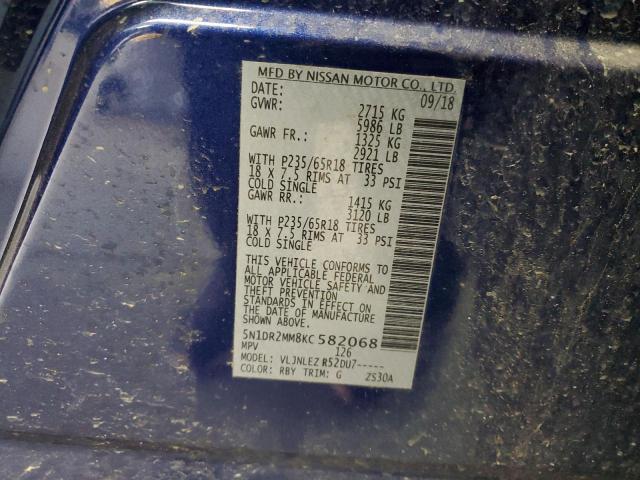 MFD BY NISSAN MOTOR CO., LTD.
DATE: 09/18
GVWR: 2715 KG
5986 LB
GAWR FR.: 1325 KG
2921 LB
WITH P235/65R18 TIRES
18 X 7.5 RIMS AT 33 PSI
COLD SINGLE
GAWR RR.: 1415 KG
3120 LB
WITH P235/65R18 TIRES
18 X 7.5 RIMS AT 33 PSI
COLD SINGLE
THIS VEHICLE CONFORMS TO
ALL APPLICABLE FEDERAL
MOTOR VEHICLE SAFETY AND
THEFT PREVENTION
STANDARDS IN EFFECT ON
THE DATE OF MANUFACTURE
SHOWN ABOVE.
5N1DR2MM8KC582068
MPV 126
MODEL: VLJNLEZ R52DU7-----
COLOR: RBY TRIM: G ZS30A